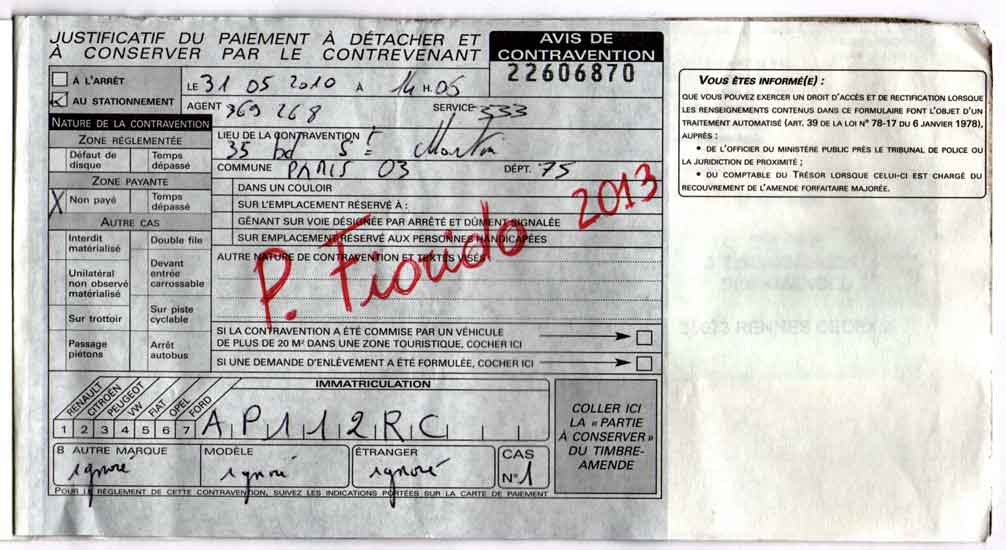 JUSTIFICATIF DU PAIEMENT À DÉTACHER ET
À CONSERVER PAR LE CONTREVENANT
AVIS DE
CONTRAVENTION
22606870
À L'ARRÊT
AU STATIONNEMENT
LE 31 05 2010 À 14 H. 05
AGENT 369 268 SERVICE 333
NATURE DE LA CONTRAVENTION
ZONE RÉGLEMENTÉE
Défaut de disque
Temps dépassé
ZONE PAYANTE
X Non payé
Temps dépassé
AUTRE CAS
Interdit matérialisé
Double file
Unilatéral non observé matérialisé
Devant entrée carrossable
Sur trottoir
Sur piste cyclable
Passage piétons
Arrêt autobus
LIEU DE LA CONTRAVENTION :
35 bd St Martin
COMMUNE PARIS 03 DÉPT. 75
DANS UN COULOIR
SUR L'EMPLACEMENT RÉSERVÉ À :
GÊNANT SUR VOIE DÉSIGNÉE PAR ARRÊTÉ ET DÛMENT SIGNALÉE
SUR EMPLACEMENT RÉSERVÉ AUX PERSONNES HANDICAPÉES
AUTRE NATURE DE CONTRAVENTION ET TEXTES VISÉS
P. Fiorido 2013
SI LA CONTRAVENTION A ÉTÉ COMMISE PAR UN VÉHICULE
DE PLUS DE 20 M² DANS UNE ZONE TOURISTIQUE, COCHER ICI
SI UNE DEMANDE D'ENLÈVEMENT A ÉTÉ FORMULÉE, COCHER ICI
IMMATRICULATION
RENAULT CITROËN PEUGEOT VW FIAT OPEL FORD
1 2 3 4 5 6 7 AP112RC
8 AUTRE MARQUE MODÈLE ÉTRANGER CAS
ignoré ignoré ignoré N° 1
COLLER ICI
LA « PARTIE
À CONSERVER »
DU TIMBRE-
AMENDE
POUR LE RÈGLEMENT DE CETTE CONTRAVENTION, SUIVEZ LES INDICATIONS PORTÉES SUR LA CARTE DE PAIEMENT
VOUS ÊTES INFORMÉ(E) :
QUE VOUS POUVEZ EXERCER UN DROIT D'ACCÈS ET DE RECTIFICATION LORSQUE
LES RENSEIGNEMENTS CONTENUS DANS CE FORMULAIRE FONT L'OBJET D'UN
TRAITEMENT AUTOMATISÉ (ART. 39 DE LA LOI N° 78-17 DU 6 JANVIER 1978),
AUPRÈS :
• DE L'OFFICIER DU MINISTÈRE PUBLIC PRÈS LE TRIBUNAL DE POLICE OU
LA JURIDICTION DE PROXIMITÉ ;
• DU COMPTABLE DU TRÉSOR LORSQUE CELUI-CI EST CHARGÉ DU
RECOUVREMENT DE L'AMENDE FORFAITAIRE MAJORÉE.
RENNES CEDEX